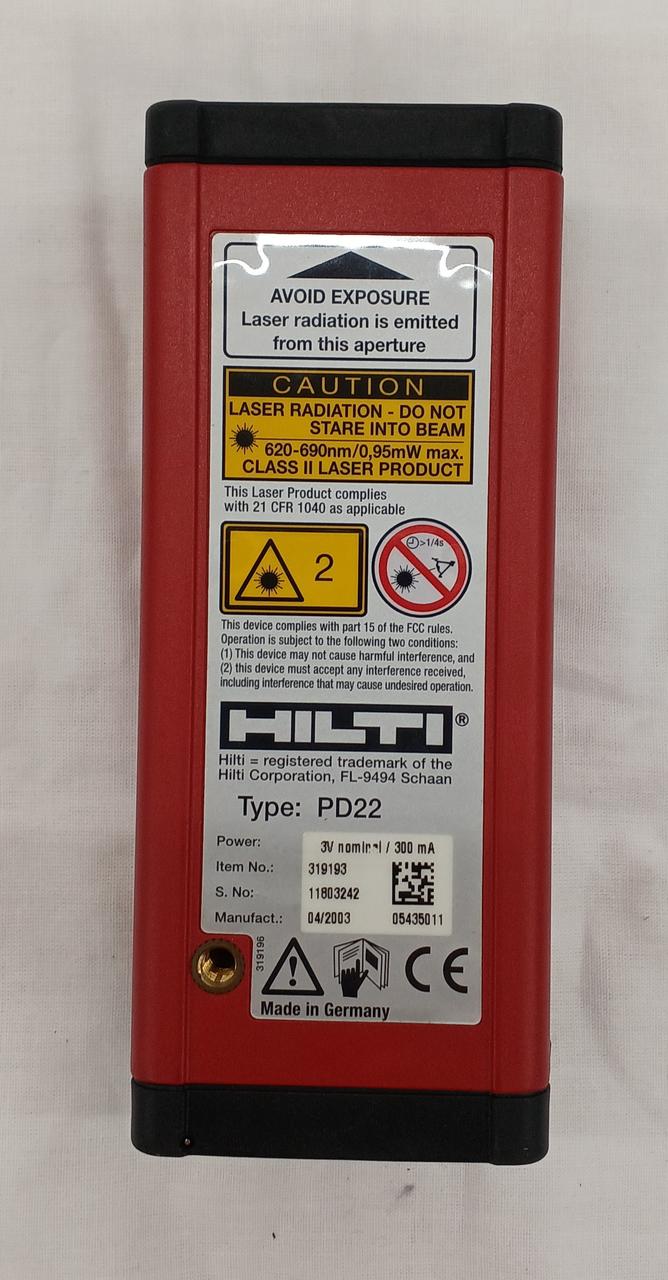 AVOID EXPOSURE
Laser radiation is emitted
from this aperture
CAUTION
LASER RADIATION - DO NOT
STARE INTO BEAM
620-690nm/0,95mW max.
CLASS II LASER PRODUCT
This Laser Product complies
with 21 CFR 1040 as applicable
2
>1/4s
This device complies with part 15 of the FCC rules.
Operation is subject to the following two conditions:
(1) This device may not cause harmful interference, and
(2) this device must accept any interference received,
including interference that may cause undesired operation.
HILTI®
Hilti = registered trademark of the
Hilti Corporation, FL-9494 Schaan
Type: PD22
Power: 3V nominal / 300 mA
Item No.: 319193
S. No: 11803242
Manufact.: 04/2003 05435011
319196
CE
Made in Germany